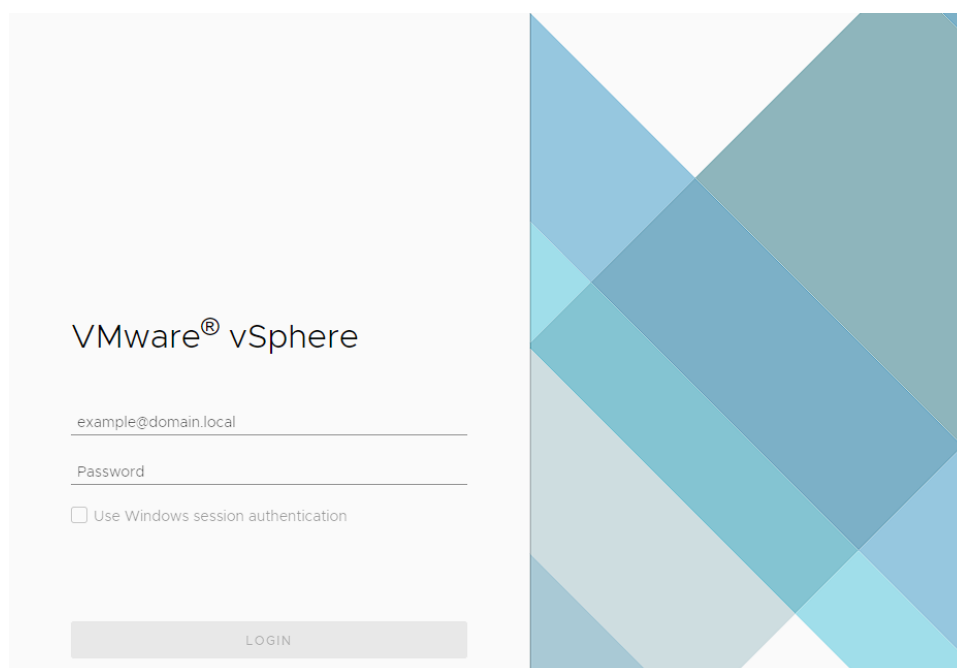 VMware® vSphere
example@domain.local
Password
Use Windows session authentication
LOGIN